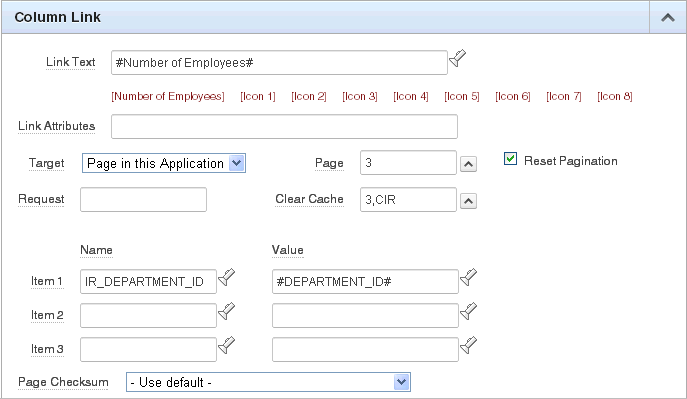 Column Link
Link Text #Number of Employees#
[Number of Employees] [Icon 1] [Icon 2] [Icon 3] [Icon 4] [Icon 5] [Icon 6] [Icon 7] [Icon 8]
Link Attributes
Target Page in this Application Page 3 Reset Pagination
Request Clear Cache 3,CIR
Name Value
Item 1 IR_DEPARTMENT_ID #DEPARTMENT_ID#
Item 2
Item 3
Page Checksum - Use default -